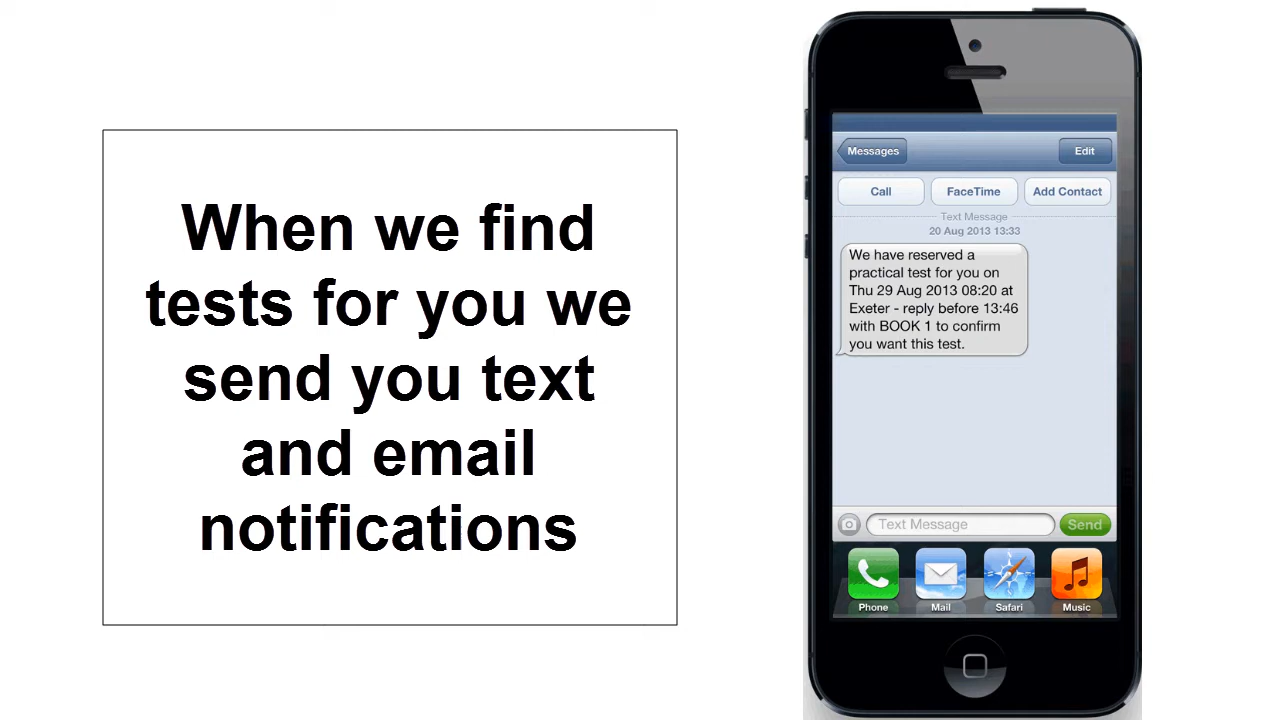 When we find
tests for you we
send you text
and email
notifications
Messages
Edit
Call
FaceTime
Add Contact
Text Message
20 Aug 2013 13:33
We have reserved a
practical test for you on
Thu 29 Aug 2013 08:20 at
Exeter - reply before 13:46
with BOOK 1 to confirm
you want this test.
Text Message
Send
Phone
Mail
Safari
Music